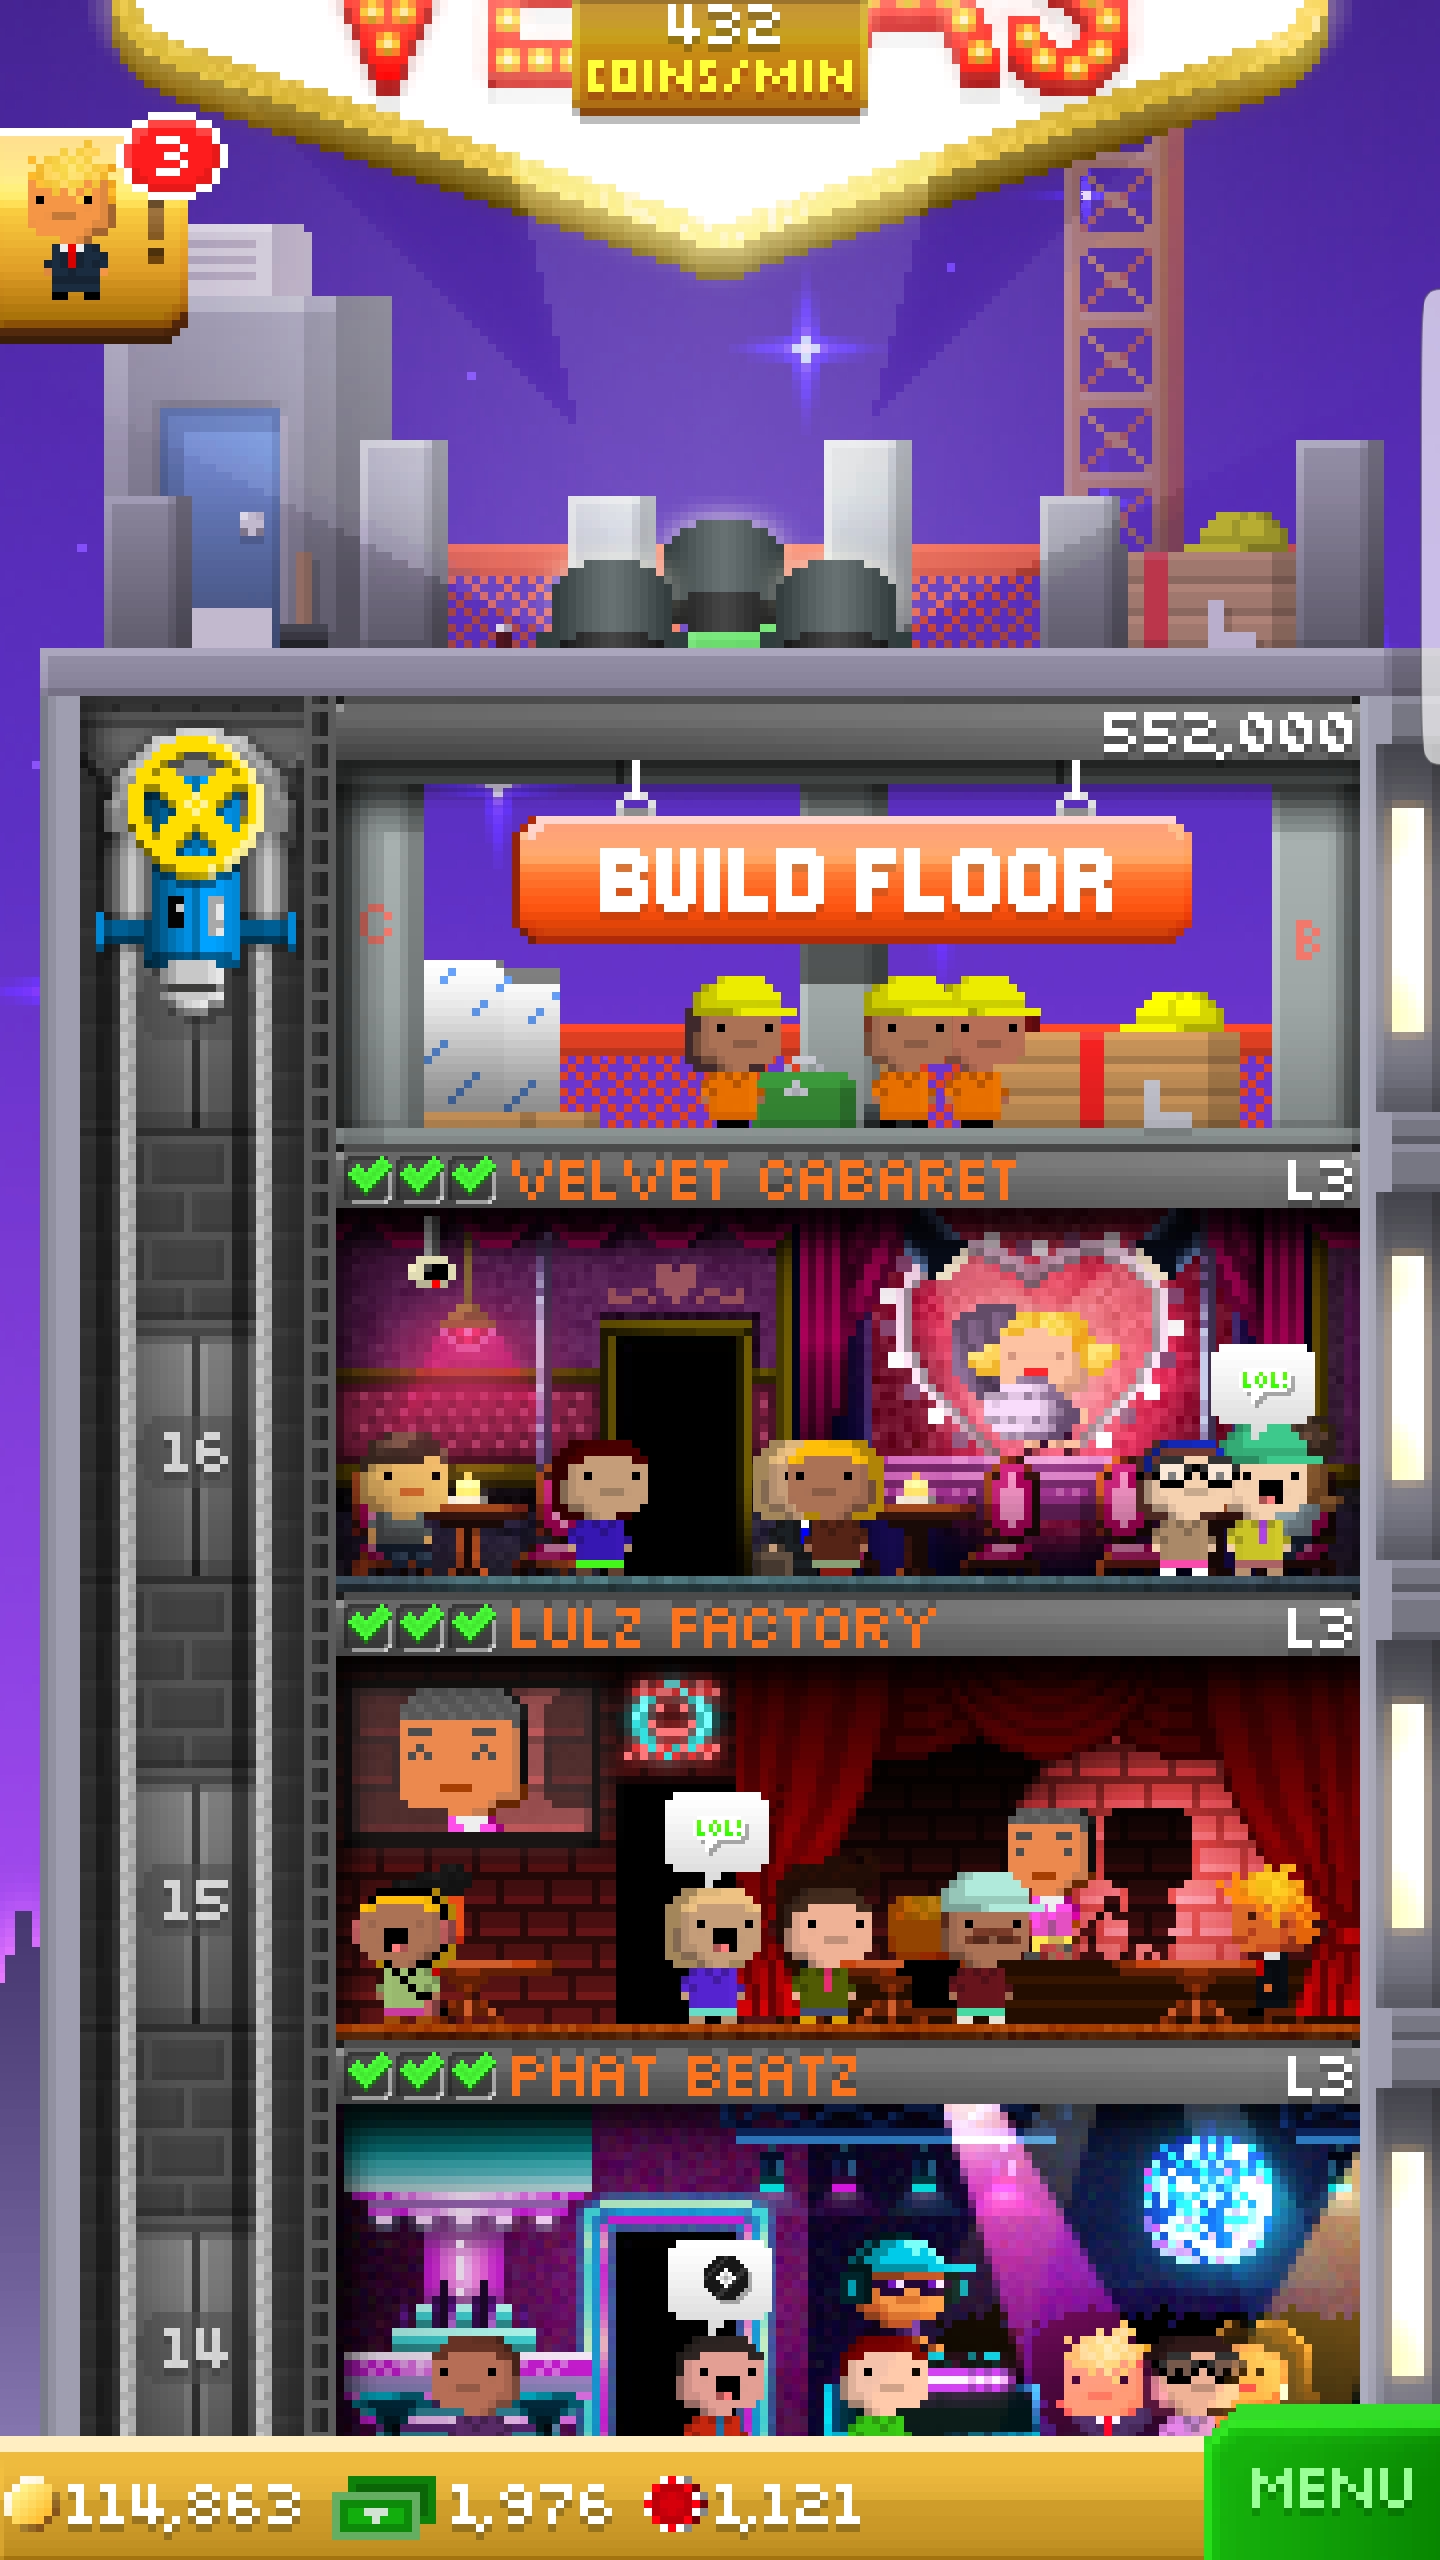 VEGAS
432
COINS/MIN
3
!
552,000
BUILD FLOOR
C
B
VELVET CABARET L3
LOL!
16
LULZ FACTORY L3
LOL!
15
PHAT BEATZ L3
14
114,863 1,976 1,121
MENU